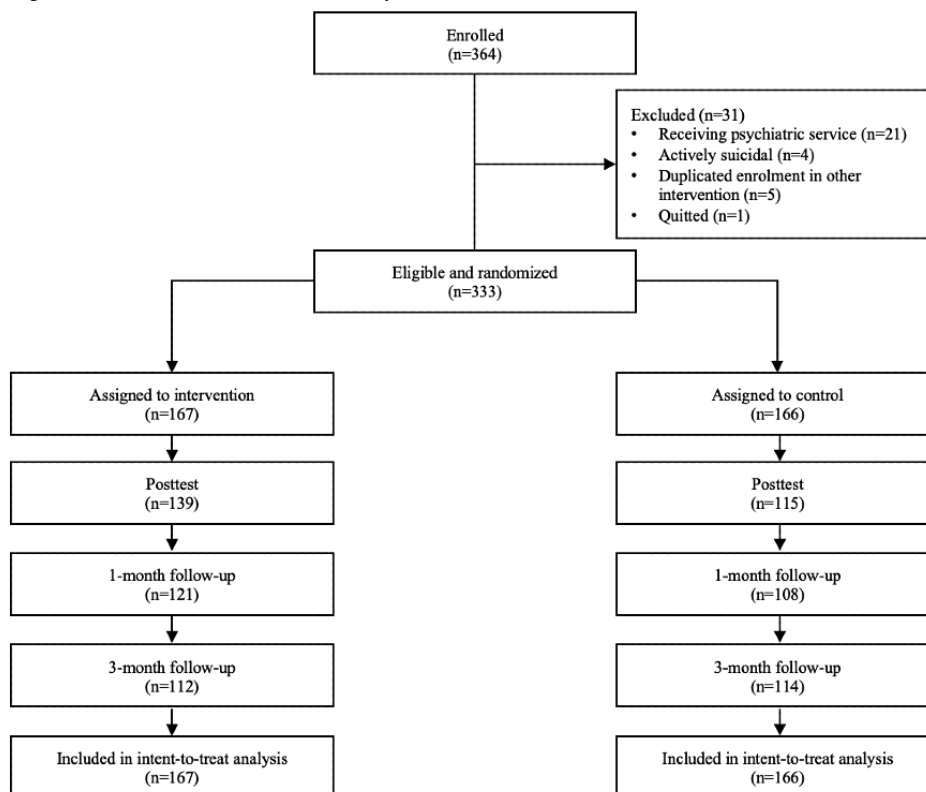 Enrolled
(n=364)
Excluded (n=31)
• Receiving psychiatric service (n=21)
• Actively suicidal (n=4)
• Duplicated enrolment in other
intervention (n=5)
• Quitted (n=1)
Eligible and randomized
(n=333)
Assigned to intervention
(n=167)
Assigned to control
(n=166)
Posttest
(n=139)
Posttest
(n=115)
1-month follow-up
(n=121)
1-month follow-up
(n=108)
3-month follow-up
(n=112)
3-month follow-up
(n=114)
Included in intent-to-treat analysis
(n=167)
Included in intent-to-treat analysis
(n=166)